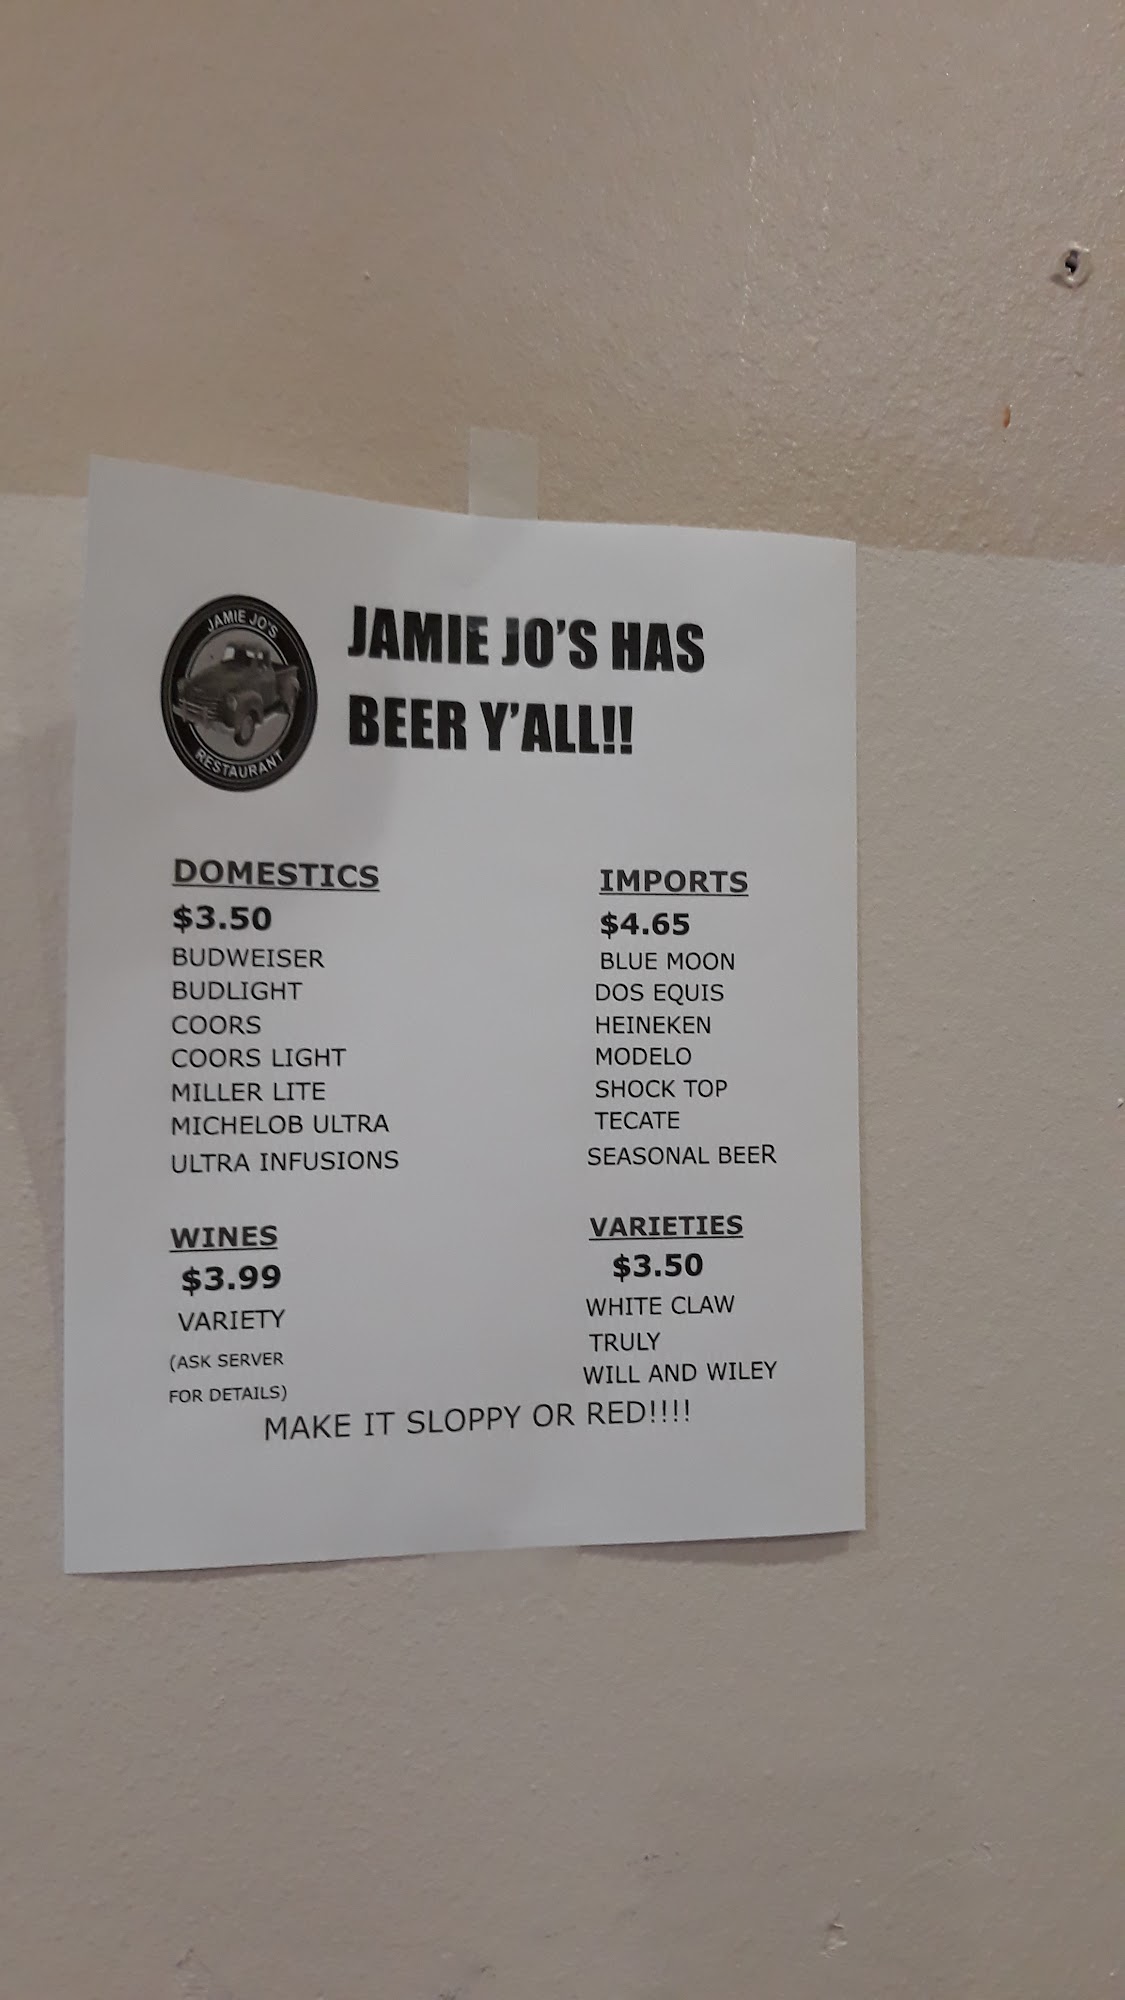 JAMIE JO'S
RESTAURANT
JAMIE JO'S HAS
BEER Y'ALL!!
DOMESTICS
$3.50
BUDWEISER
BUDLIGHT
COORS
COORS LIGHT
MILLER LITE
MICHELOB ULTRA
ULTRA INFUSIONS
IMPORTS
$4.65
BLUE MOON
DOS EQUIS
HEINEKEN
MODELO
SHOCK TOP
TECATE
SEASONAL BEER
WINES
$3.99
VARIETY
(ASK SERVER
FOR DETAILS)
VARIETIES
$3.50
WHITE CLAW
TRULY
WILL AND WILEY
MAKE IT SLOPPY OR RED!!!!